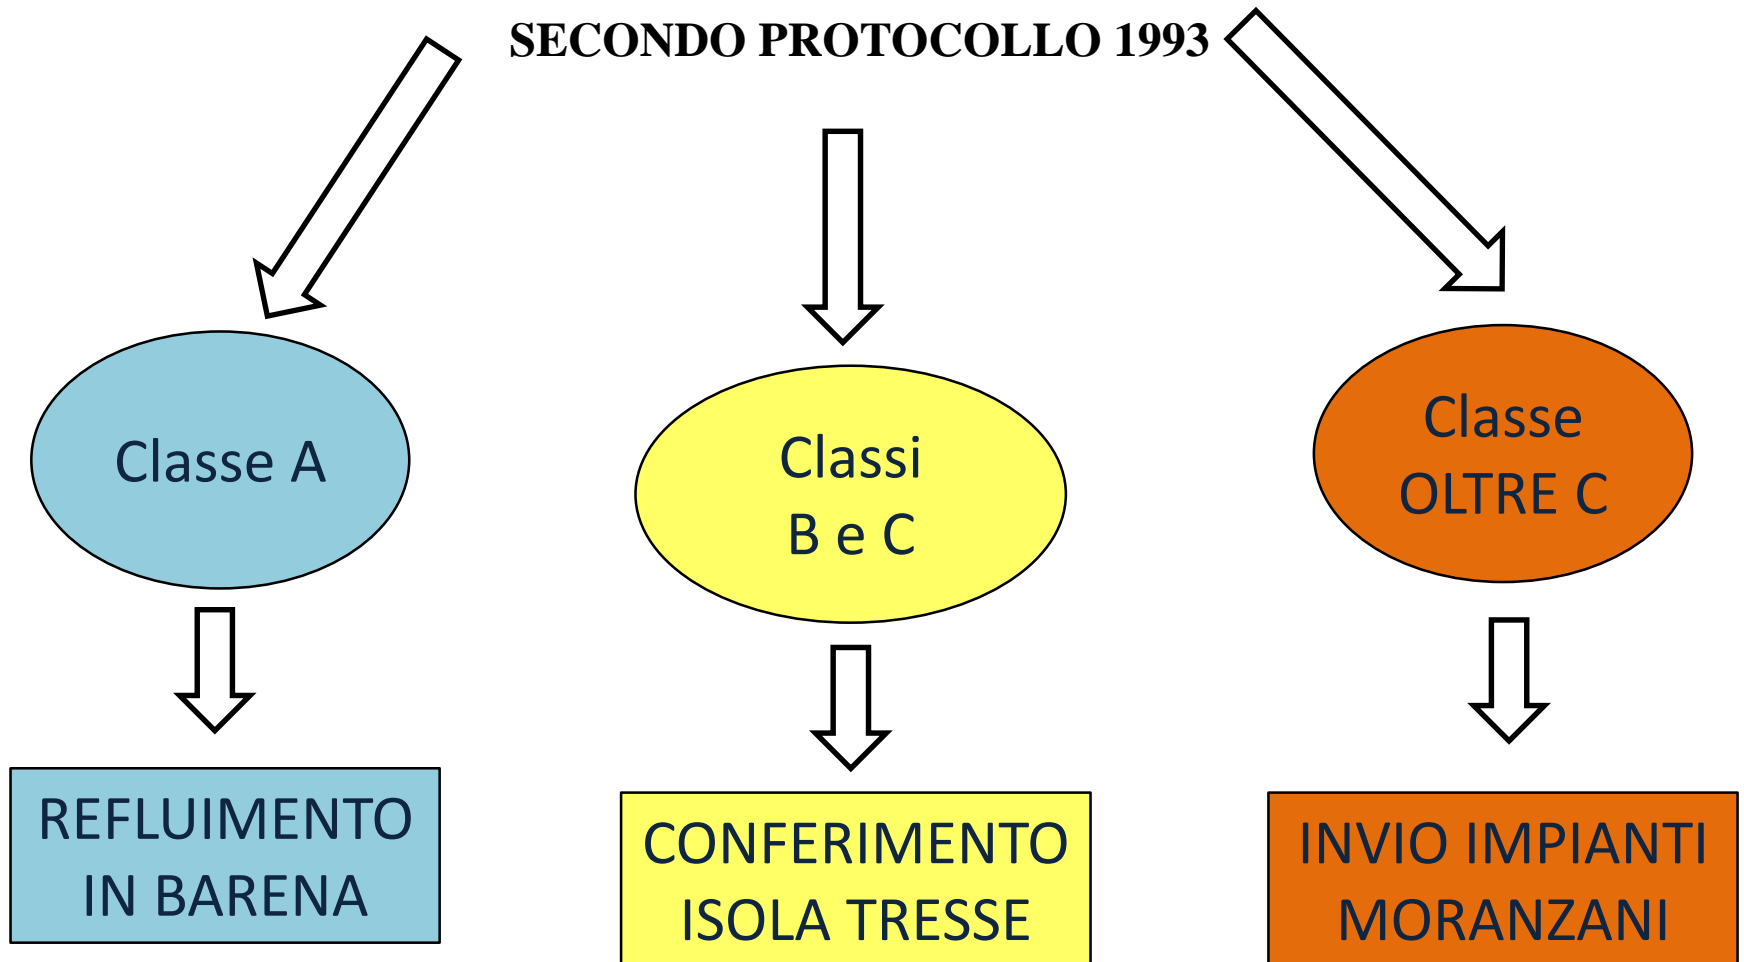 SECONDO PROTOCOLLO 1993
Classe A
Classi
B e C
Classe
OLTRE C
REFLUIMENTO
IN BARENA
CONFERIMENTO
ISOLA TRESSE
INVIO IMPIANTI
MORANZANI